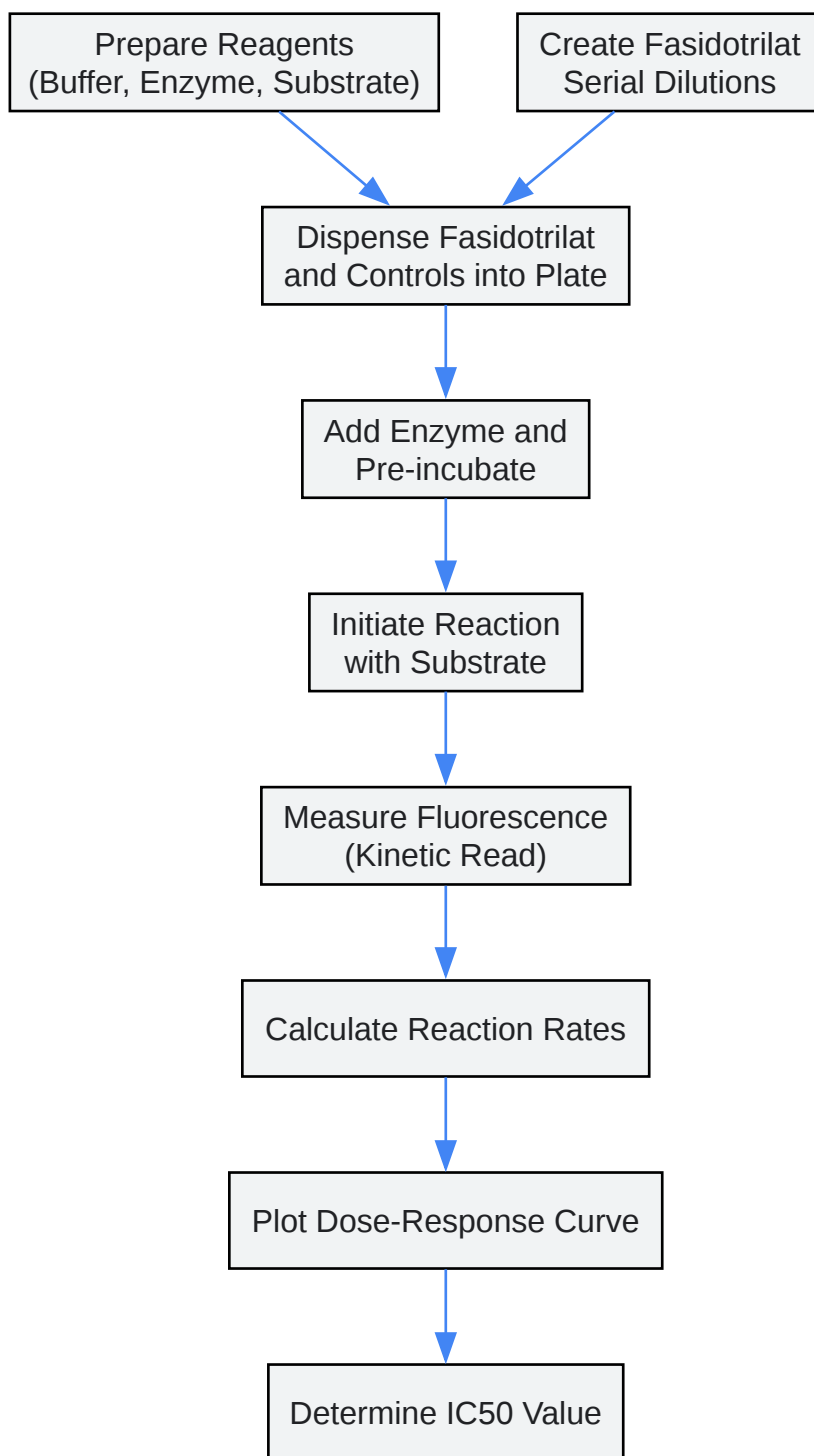 Prepare Reagents
(Buffer, Enzyme, Substrate)
Create Fasidotrilat
Serial Dilutions
Dispense Fasidotrilat
and Controls into Plate
Add Enzyme and
Pre-incubate
Initiate Reaction
with Substrate
Measure Fluorescence
(Kinetic Read)
Calculate Reaction Rates
Plot Dose-Response Curve
Determine IC50 Value